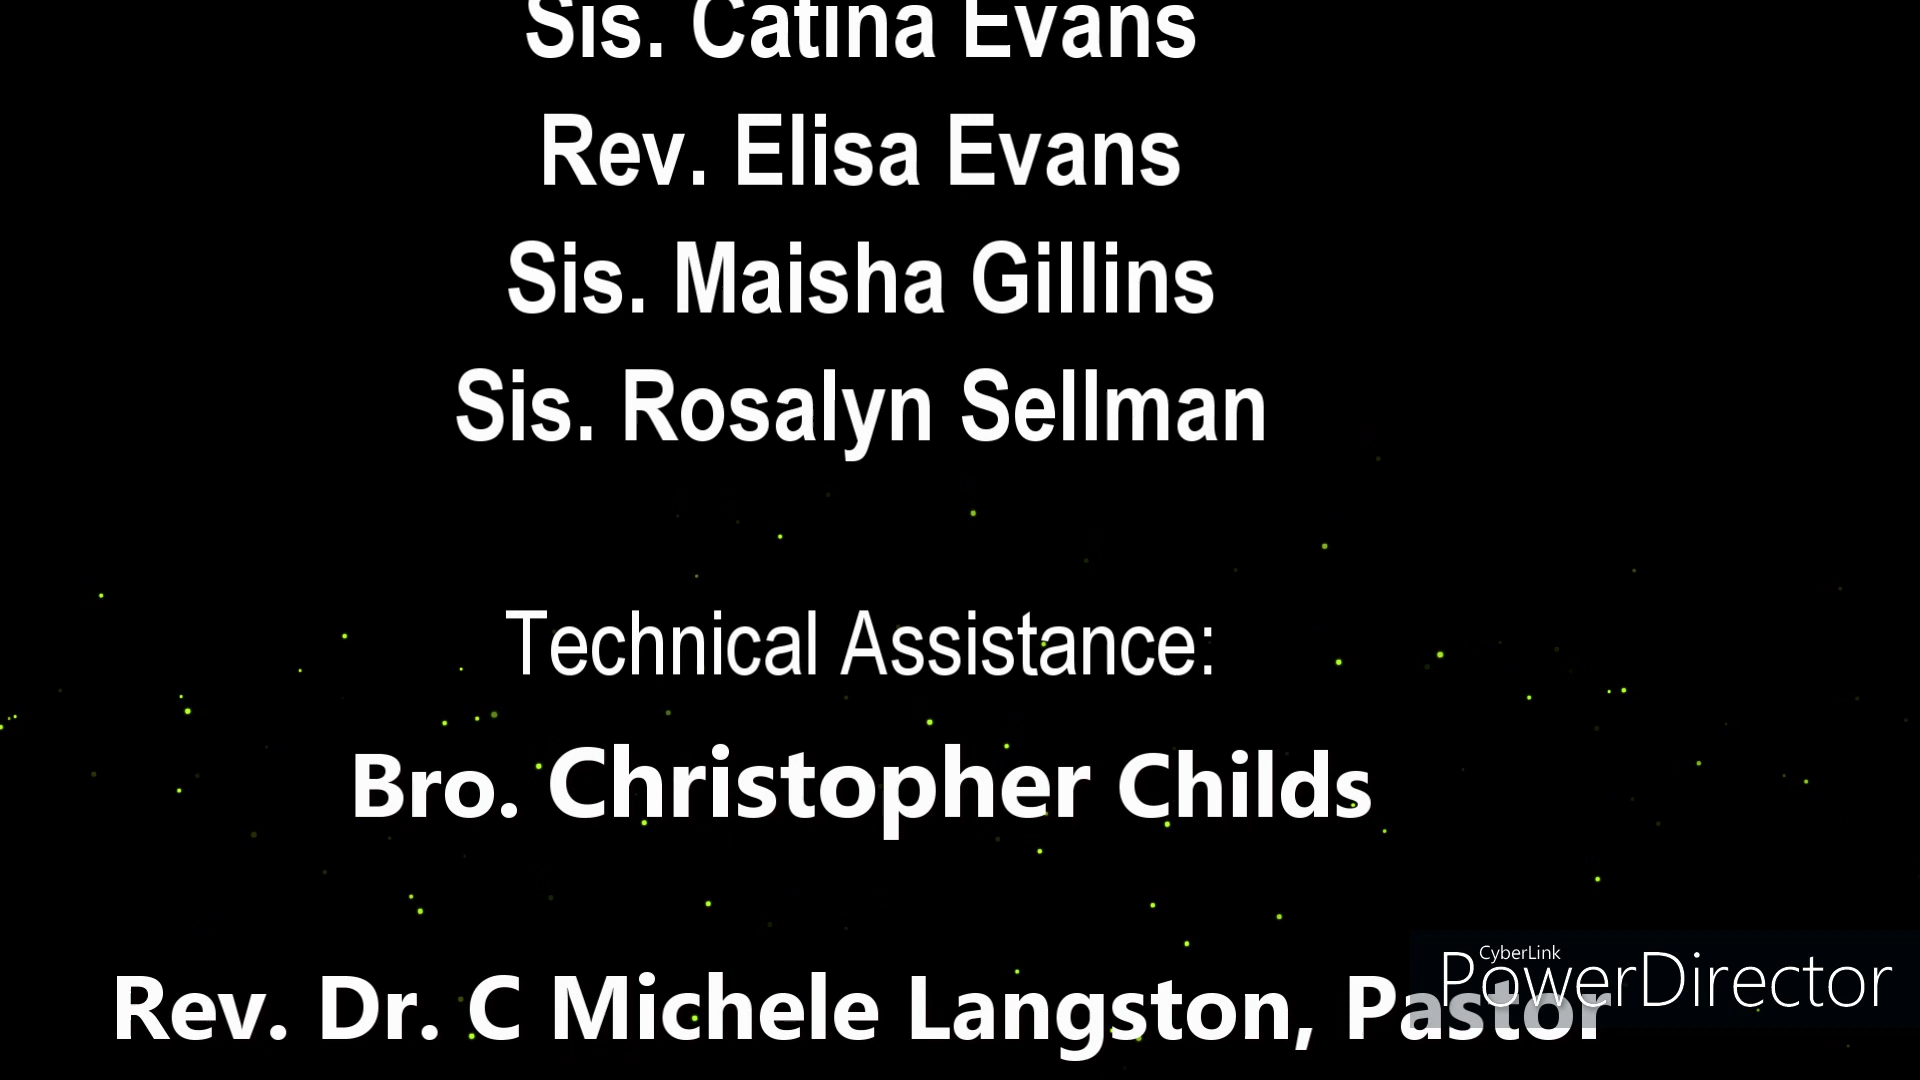 Sis. Catina Evans
Rev. Elisa Evans
Sis. Maisha Gillins
Sis. Rosalyn Sellman
Technical Assistance:
Bro. Christopher Childs
Rev. Dr. C Michele Langston, Pastor
CyberLink
PowerDirector